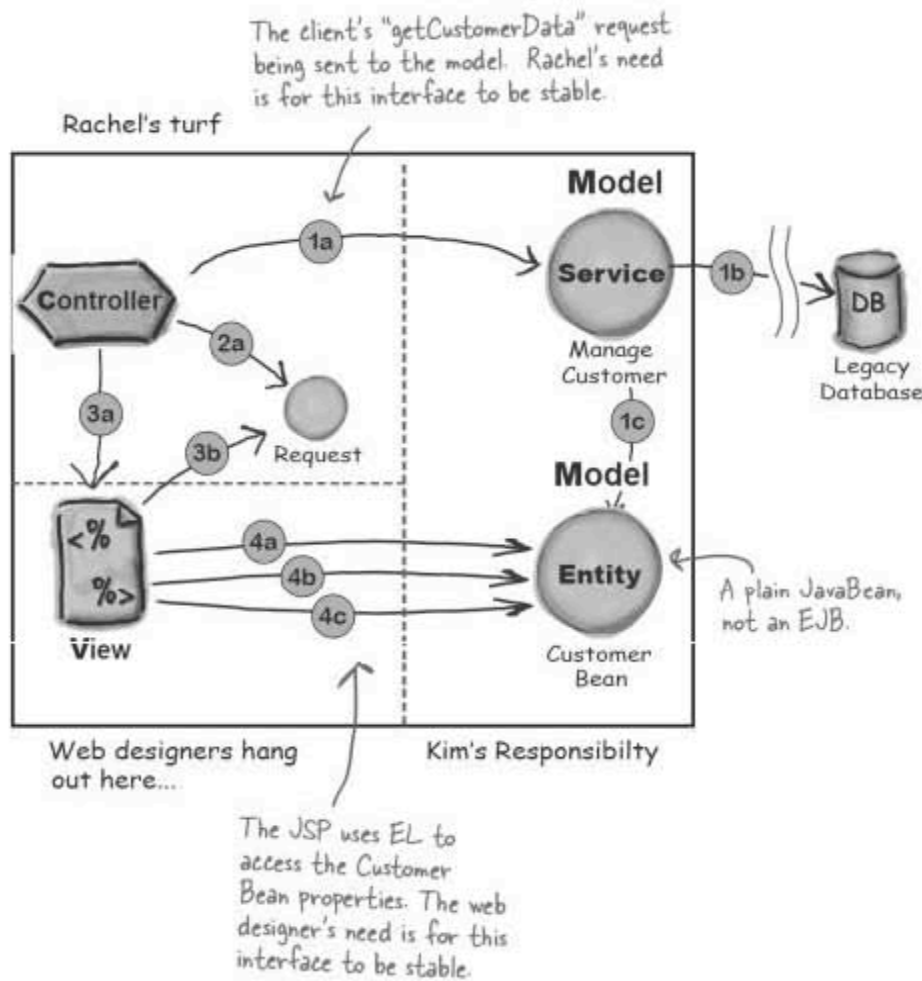 The client's "getCustomerData" request
being sent to the model. Rachel's need
is for this interface to be stable.
Rachel's turf
Model
1a
Service
1b
DB
Controller
2a
Manage
Customer
Legacy
Database
3a
1c
3b
Request
Model
<%
%>
4a
4b
4c
Entity
A plain JavaBean,
not an EJB.
View
Customer
Bean
Web designers hang
out here...
Kim's Responsibilty
The JSP uses EL to
access the Customer
Bean properties. The web
designer's need is for this
interface to be stable.